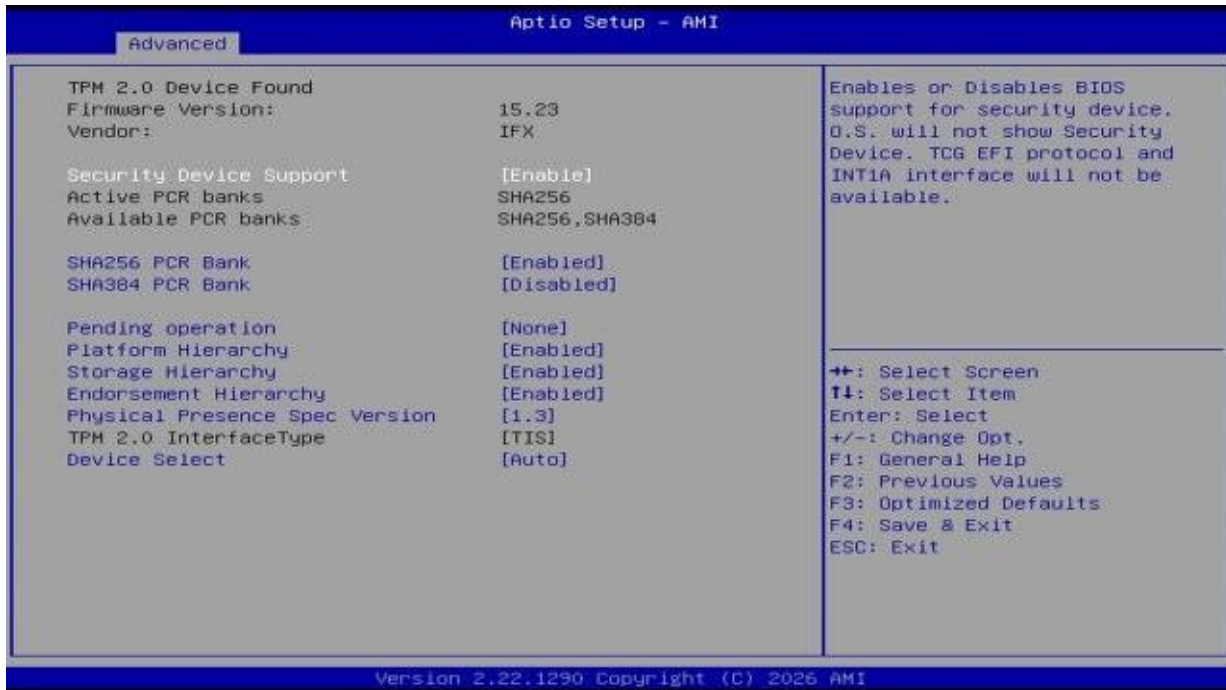 Aptio Setup - AMI
Advanced
TPM 2.0 Device Found
Firmware Version: 15.23
Vendor: IFX
Security Device Support [Enable]
Active PCR banks SHA256
Available PCR banks SHA256,SHA384
SHA256 PCR Bank [Enabled]
SHA384 PCR Bank [Disabled]
Pending operation [None]
Platform Hierarchy [Enabled]
Storage Hierarchy [Enabled]
Endorsement Hierarchy [Enabled]
Physical Presence Spec Version [1.3]
TPM 2.0 InterfaceType [TIS]
Device Select [Auto]
Enables or Disables BIOS
support for security device.
O.S. will not show Security
Device. TCG EFI protocol and
INT1A interface will not be
available.
→←: Select Screen
↑↓: Select Item
Enter: Select
+/-: Change Opt.
F1: General Help
F2: Previous Values
F3: Optimized Defaults
F4: Save & Exit
ESC: Exit
Version 2.22.1290 Copyright (C) 2026 AMI